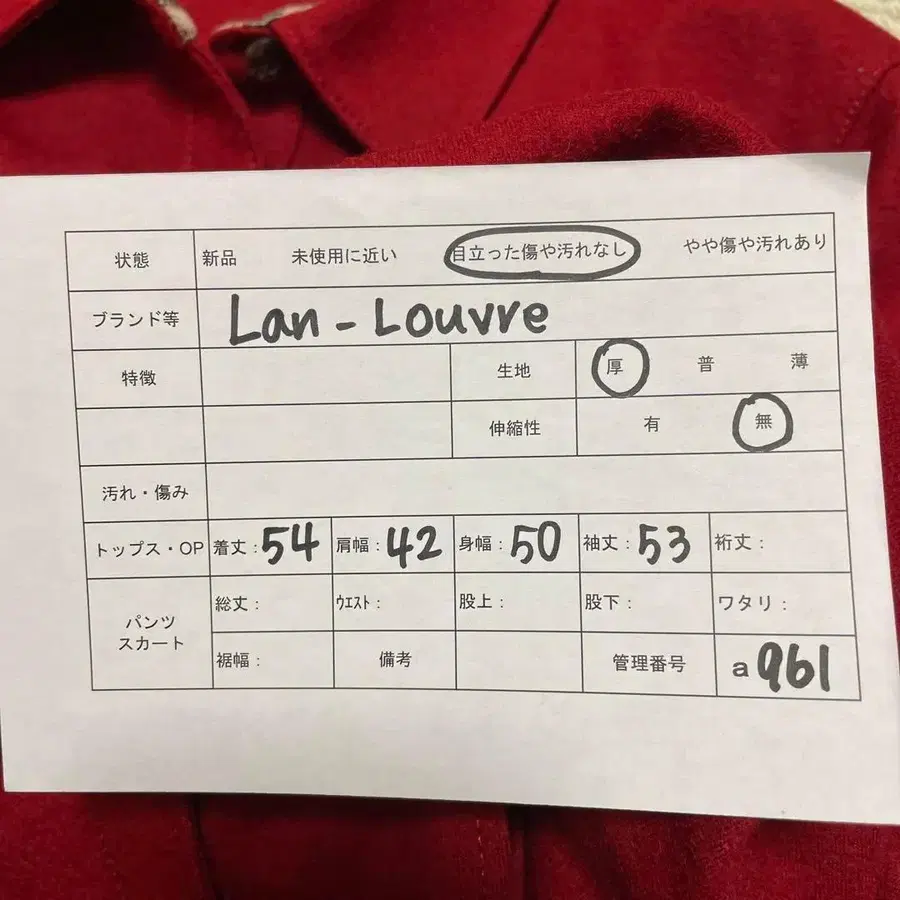 状態 新品 未使用に近い 目立った傷や汚れなし やや傷や汚れあり
ブランド等 Lan - Louvre
特徴 生地 厚 普 薄
伸縮性 有 無
汚れ・傷み
トップス・OP 着丈：54 肩幅：42 身幅：50 袖丈：53 裄丈：
パンツ 総丈： ｳｴｽﾄ： 股上： 股下： ワタリ：
スカート 裾幅： 備考 管理番号 a961